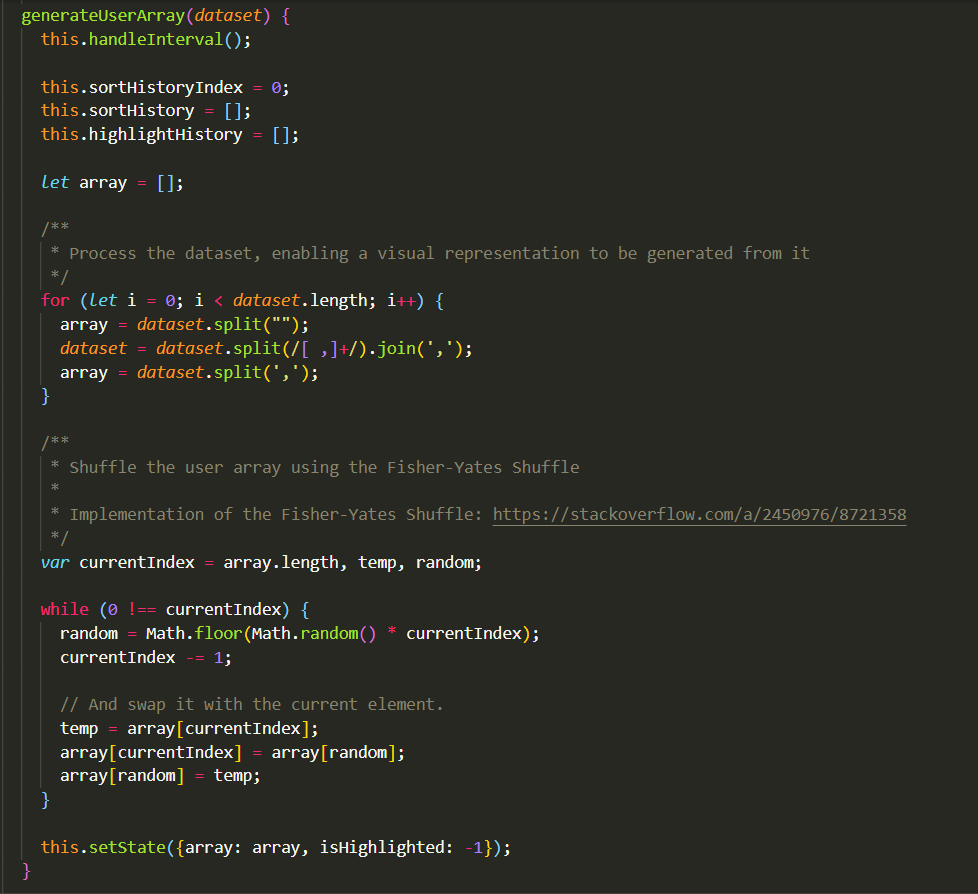 generateUserArray(dataset) {
this.handleInterval();
this.sortHistoryIndex = 0;
this.sortHistory = [];
this.highlightHistory = [];
let array = [];
/**
* Process the dataset, enabling a visual representation to be generated from it
*/
for (let i = 0; i < dataset.length; i++) {
array = dataset.split("");
dataset = dataset.split(/[ ,]+/).join(',');
array = dataset.split(',');
}
/**
* Shuffle the user array using the Fisher-Yates Shuffle
*
* Implementation of the Fisher-Yates Shuffle: https://stackoverflow.com/a/2450976/8721358
*/
var currentIndex = array.length, temp, random;
while (0 !== currentIndex) {
random = Math.floor(Math.random() * currentIndex);
currentIndex -= 1;
// And swap it with the current element.
temp = array[currentIndex];
array[currentIndex] = array[random];
array[random] = temp;
}
this.setState({array: array, isHighlighted: -1});
}